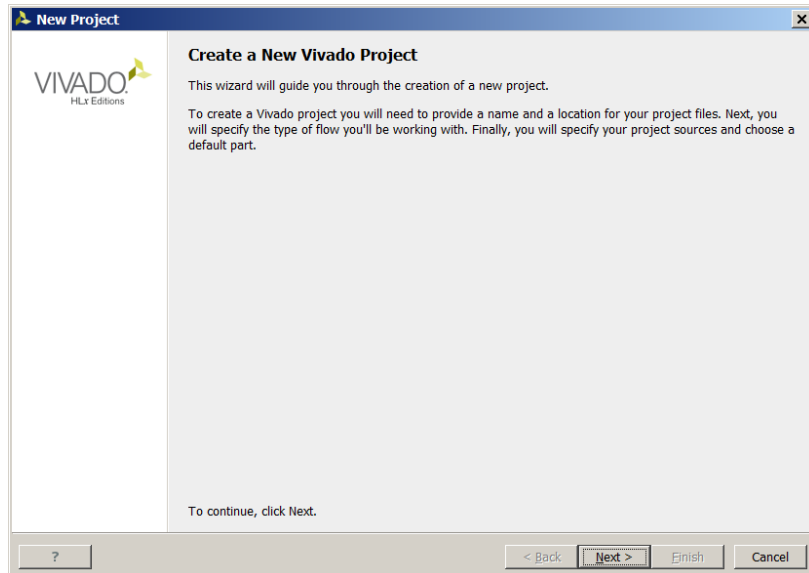 New Project
VIVADO.
HLx Editions
Create a New Vivado Project
This wizard will guide you through the creation of a new project.
To create a Vivado project you will need to provide a name and a location for your project files. Next, you
will specify the type of flow you'll be working with. Finally, you will specify your project sources and choose a
default part.
To continue, click Next.
?
< Back
Next >
Finish
Cancel